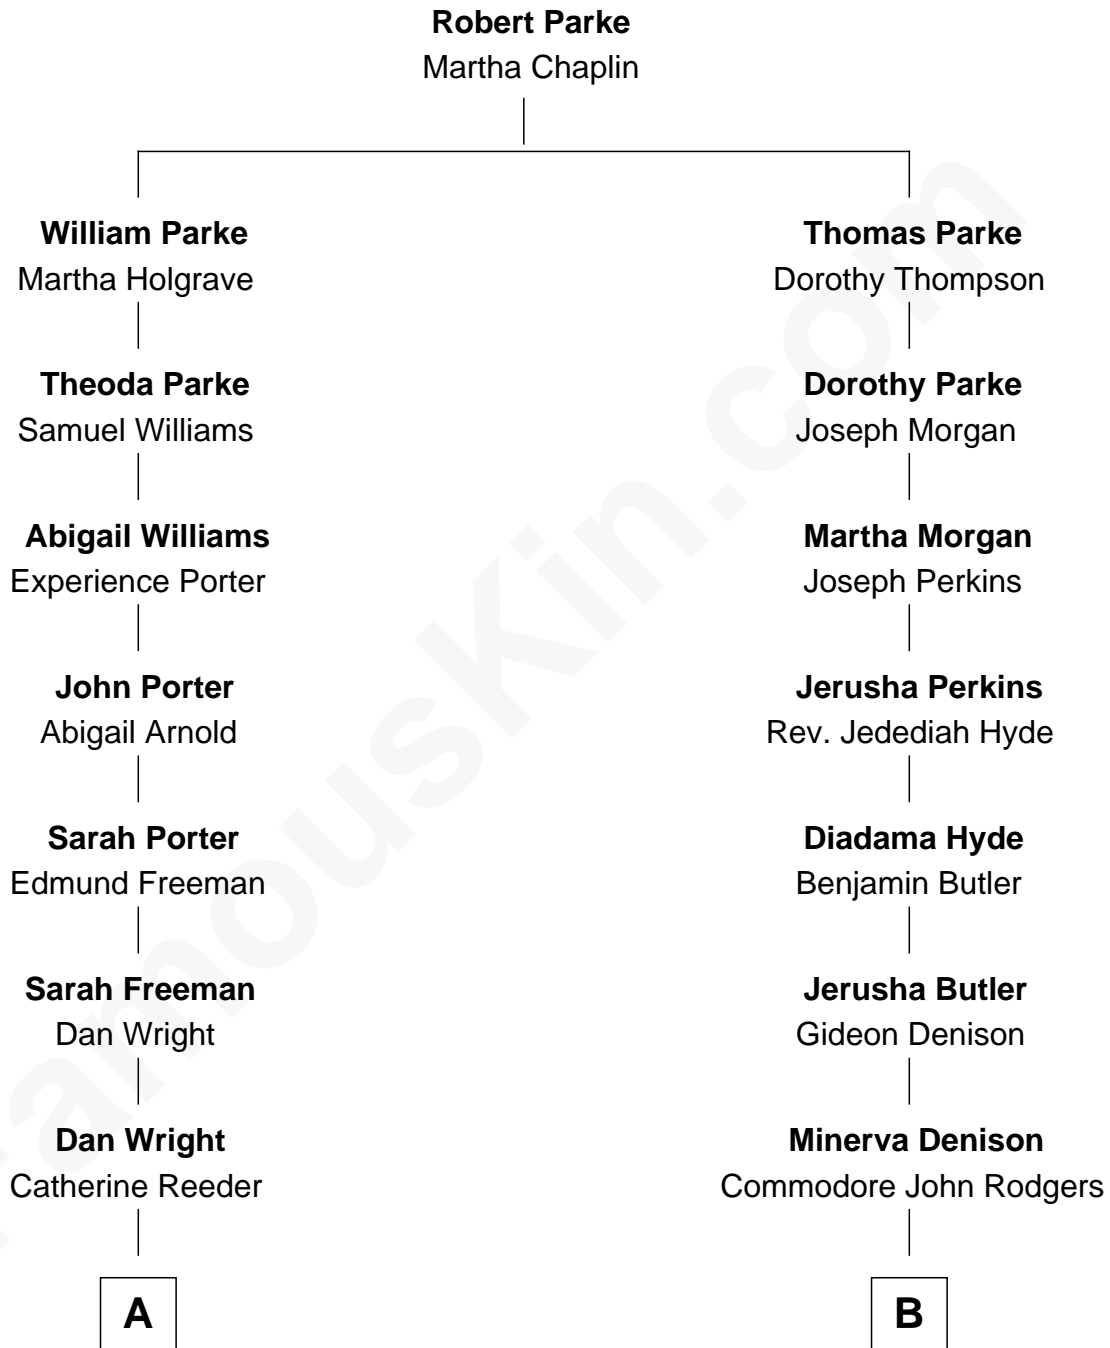 Robert Parke
Martha Chaplin
William Parke
Martha Holgrave
Thomas Parke
Dorothy Thompson
Theoda Parke
Samuel Williams
Dorothy Parke
Joseph Morgan
Abigail Williams
Experience Porter
Martha Morgan
Joseph Perkins
John Porter
Abigail Arnold
Jerusha Perkins
Rev. Jedediah Hyde
Sarah Porter
Edmund Freeman
Diadama Hyde
Benjamin Butler
Sarah Freeman
Dan Wright
Jerusha Butler
Gideon Denison
Dan Wright
Catherine Reeder
Minerva Denison
Commodore John Rodgers
A
B
FamousKin.com